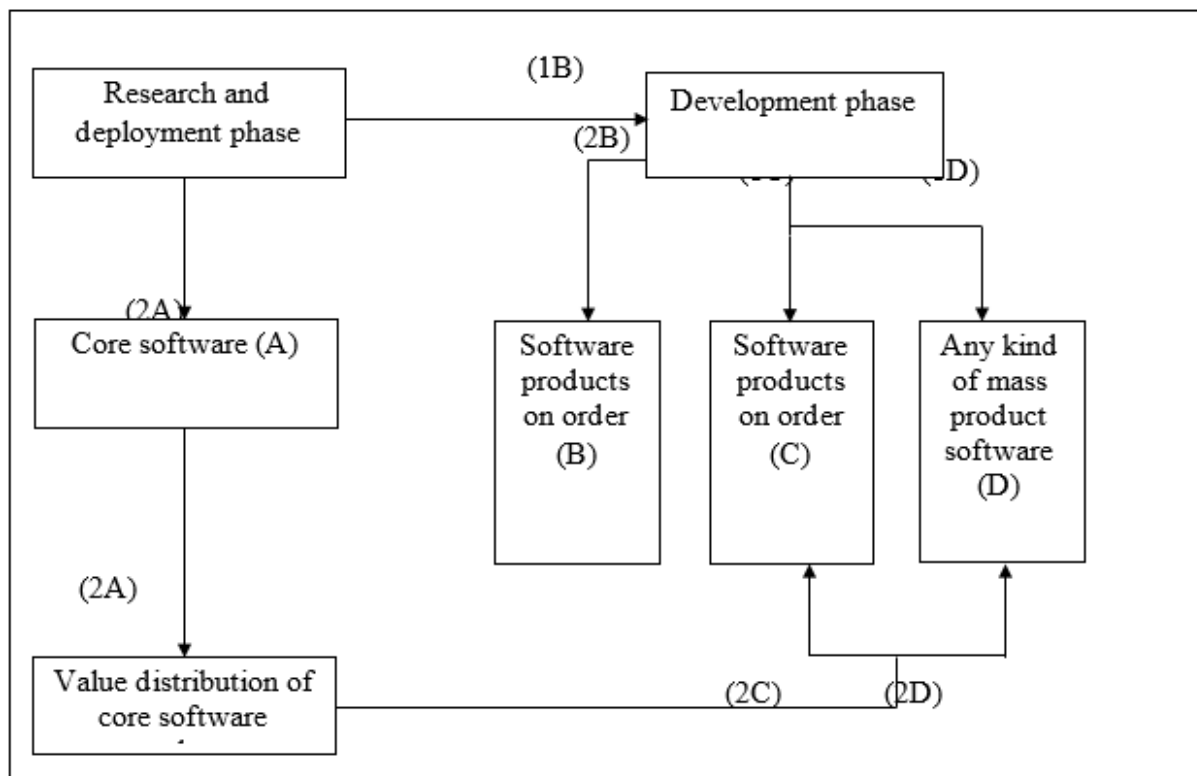 (1B)
Research and
deployment phase
Development phase
(2B)
(2A)
Core software (A)
Software
products
on order
(B)
Software
products
on order
(C)
Any kind
of mass
product
software
(D)
(2A)
Value distribution of
core software
(2C)
(2D)